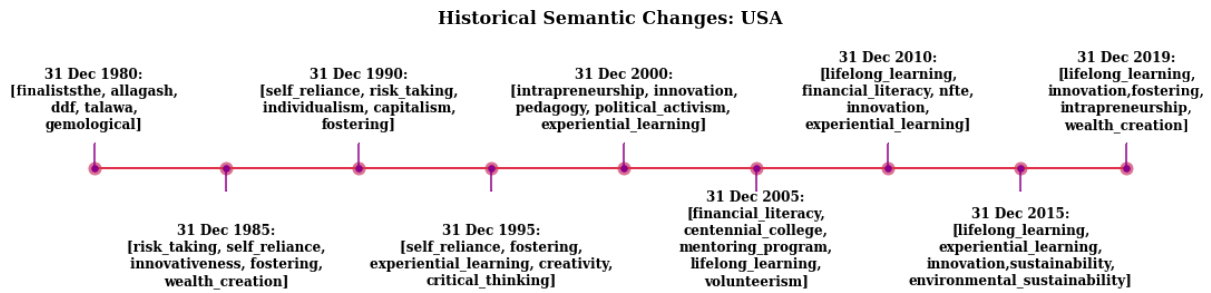 Historical Semantic Changes: USA
31 Dec 1980:
[finaliststhe, allagash,
ddf, talawa,
gemological]
31 Dec 1985:
[risk_taking, self_reliance,
innovativeness, fostering,
wealth_creation]
31 Dec 1990:
[self_reliance, risk_taking,
individualism, capitalism,
fostering]
31 Dec 1995:
[self_reliance, fostering,
experiential_learning, creativity,
critical_thinking]
31 Dec 2000:
[intrapreneurship, innovation,
pedagogy, political_activism,
experiential_learning]
31 Dec 2005:
[financial_literacy,
centennial_college,
mentoring_program,
lifelong_learning,
volunteerism]
31 Dec 2010:
[lifelong_learning,
financial_literacy, nfte,
innovation,
experiential_learning]
31 Dec 2015:
[lifelong_learning,
experiential_learning,
innovation,sustainability,
environmental_sustainability]
31 Dec 2019:
[lifelong_learning,
innovation,fostering,
intrapreneurship,
wealth_creation]